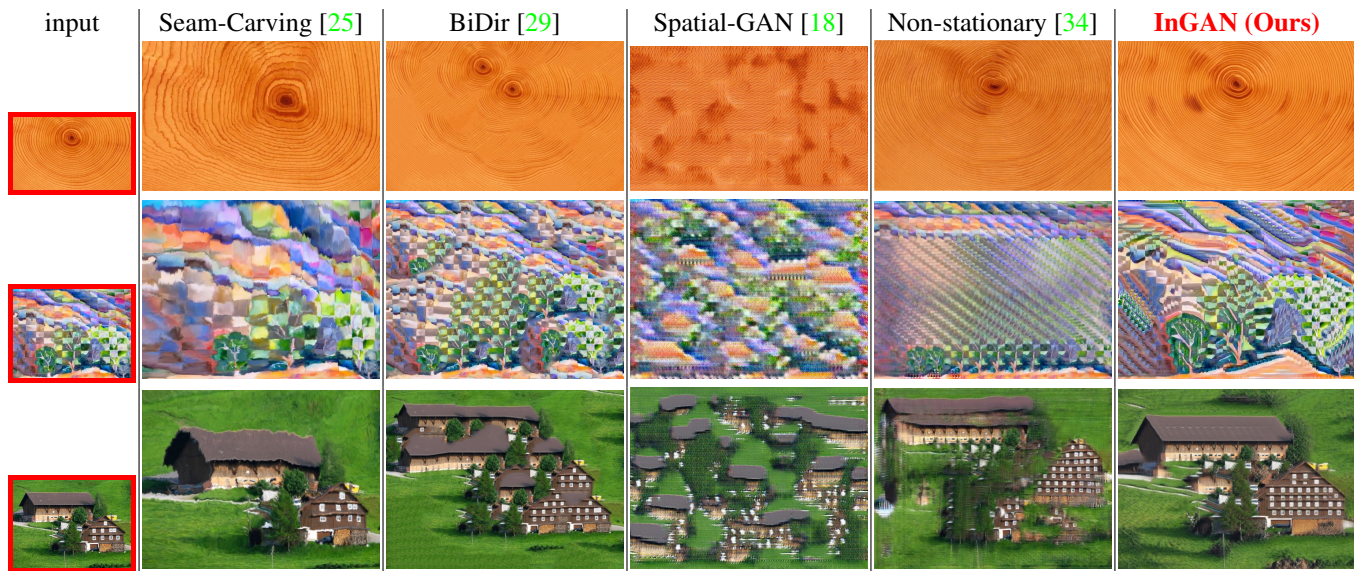 input Seam-Carving [25] BiDir [29] Spatial-GAN [18] Non-stationary [34] InGAN (Ours)